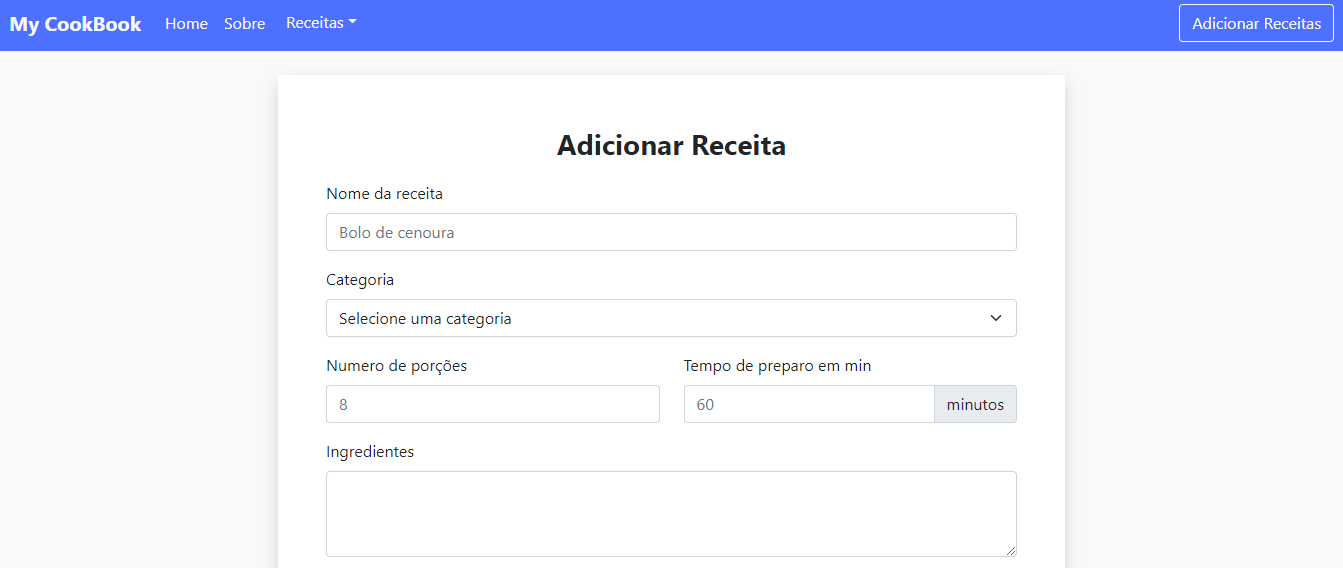 My CookBook Home Sobre Receitas Adicionar Receitas
Adicionar Receita
Nome da receita
Bolo de cenoura
Categoria
Selecione uma categoria
Numero de porções Tempo de preparo em min
8 60 minutos
Ingredientes